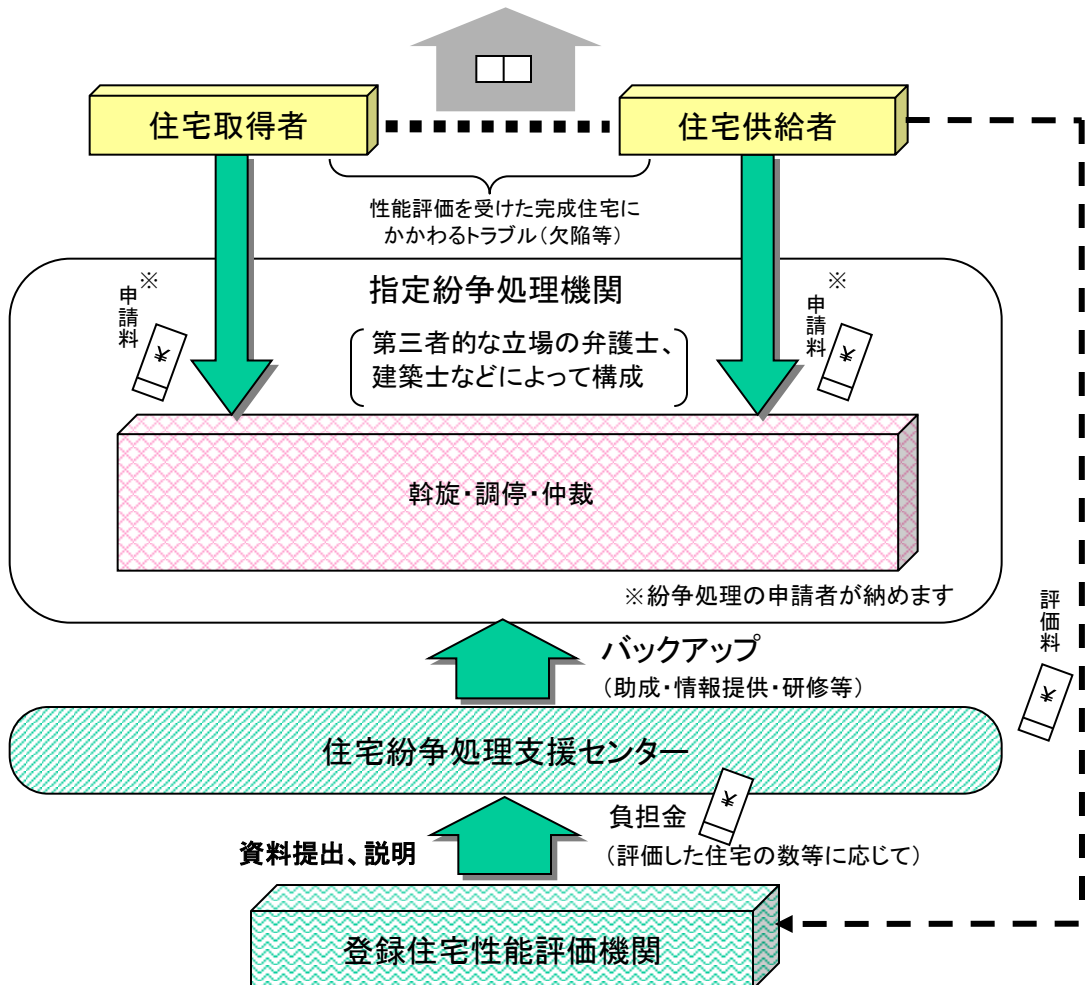 住宅取得者
住宅供給者
性能評価を受けた完成住宅に
かかわるトラブル（欠陥等）
指定紛争処理機関
※
申請料
第三者的な立場の弁護士、
建築士などによって構成
※
申請料
斡旋・調停・仲裁
※紛争処理の申請者が納めます
評価料
バックアップ
（助成・情報提供・研修等）
住宅紛争処理支援センター
資料提出、説明
負担金
（評価した住宅の数等に応じて）
登録住宅性能評価機関